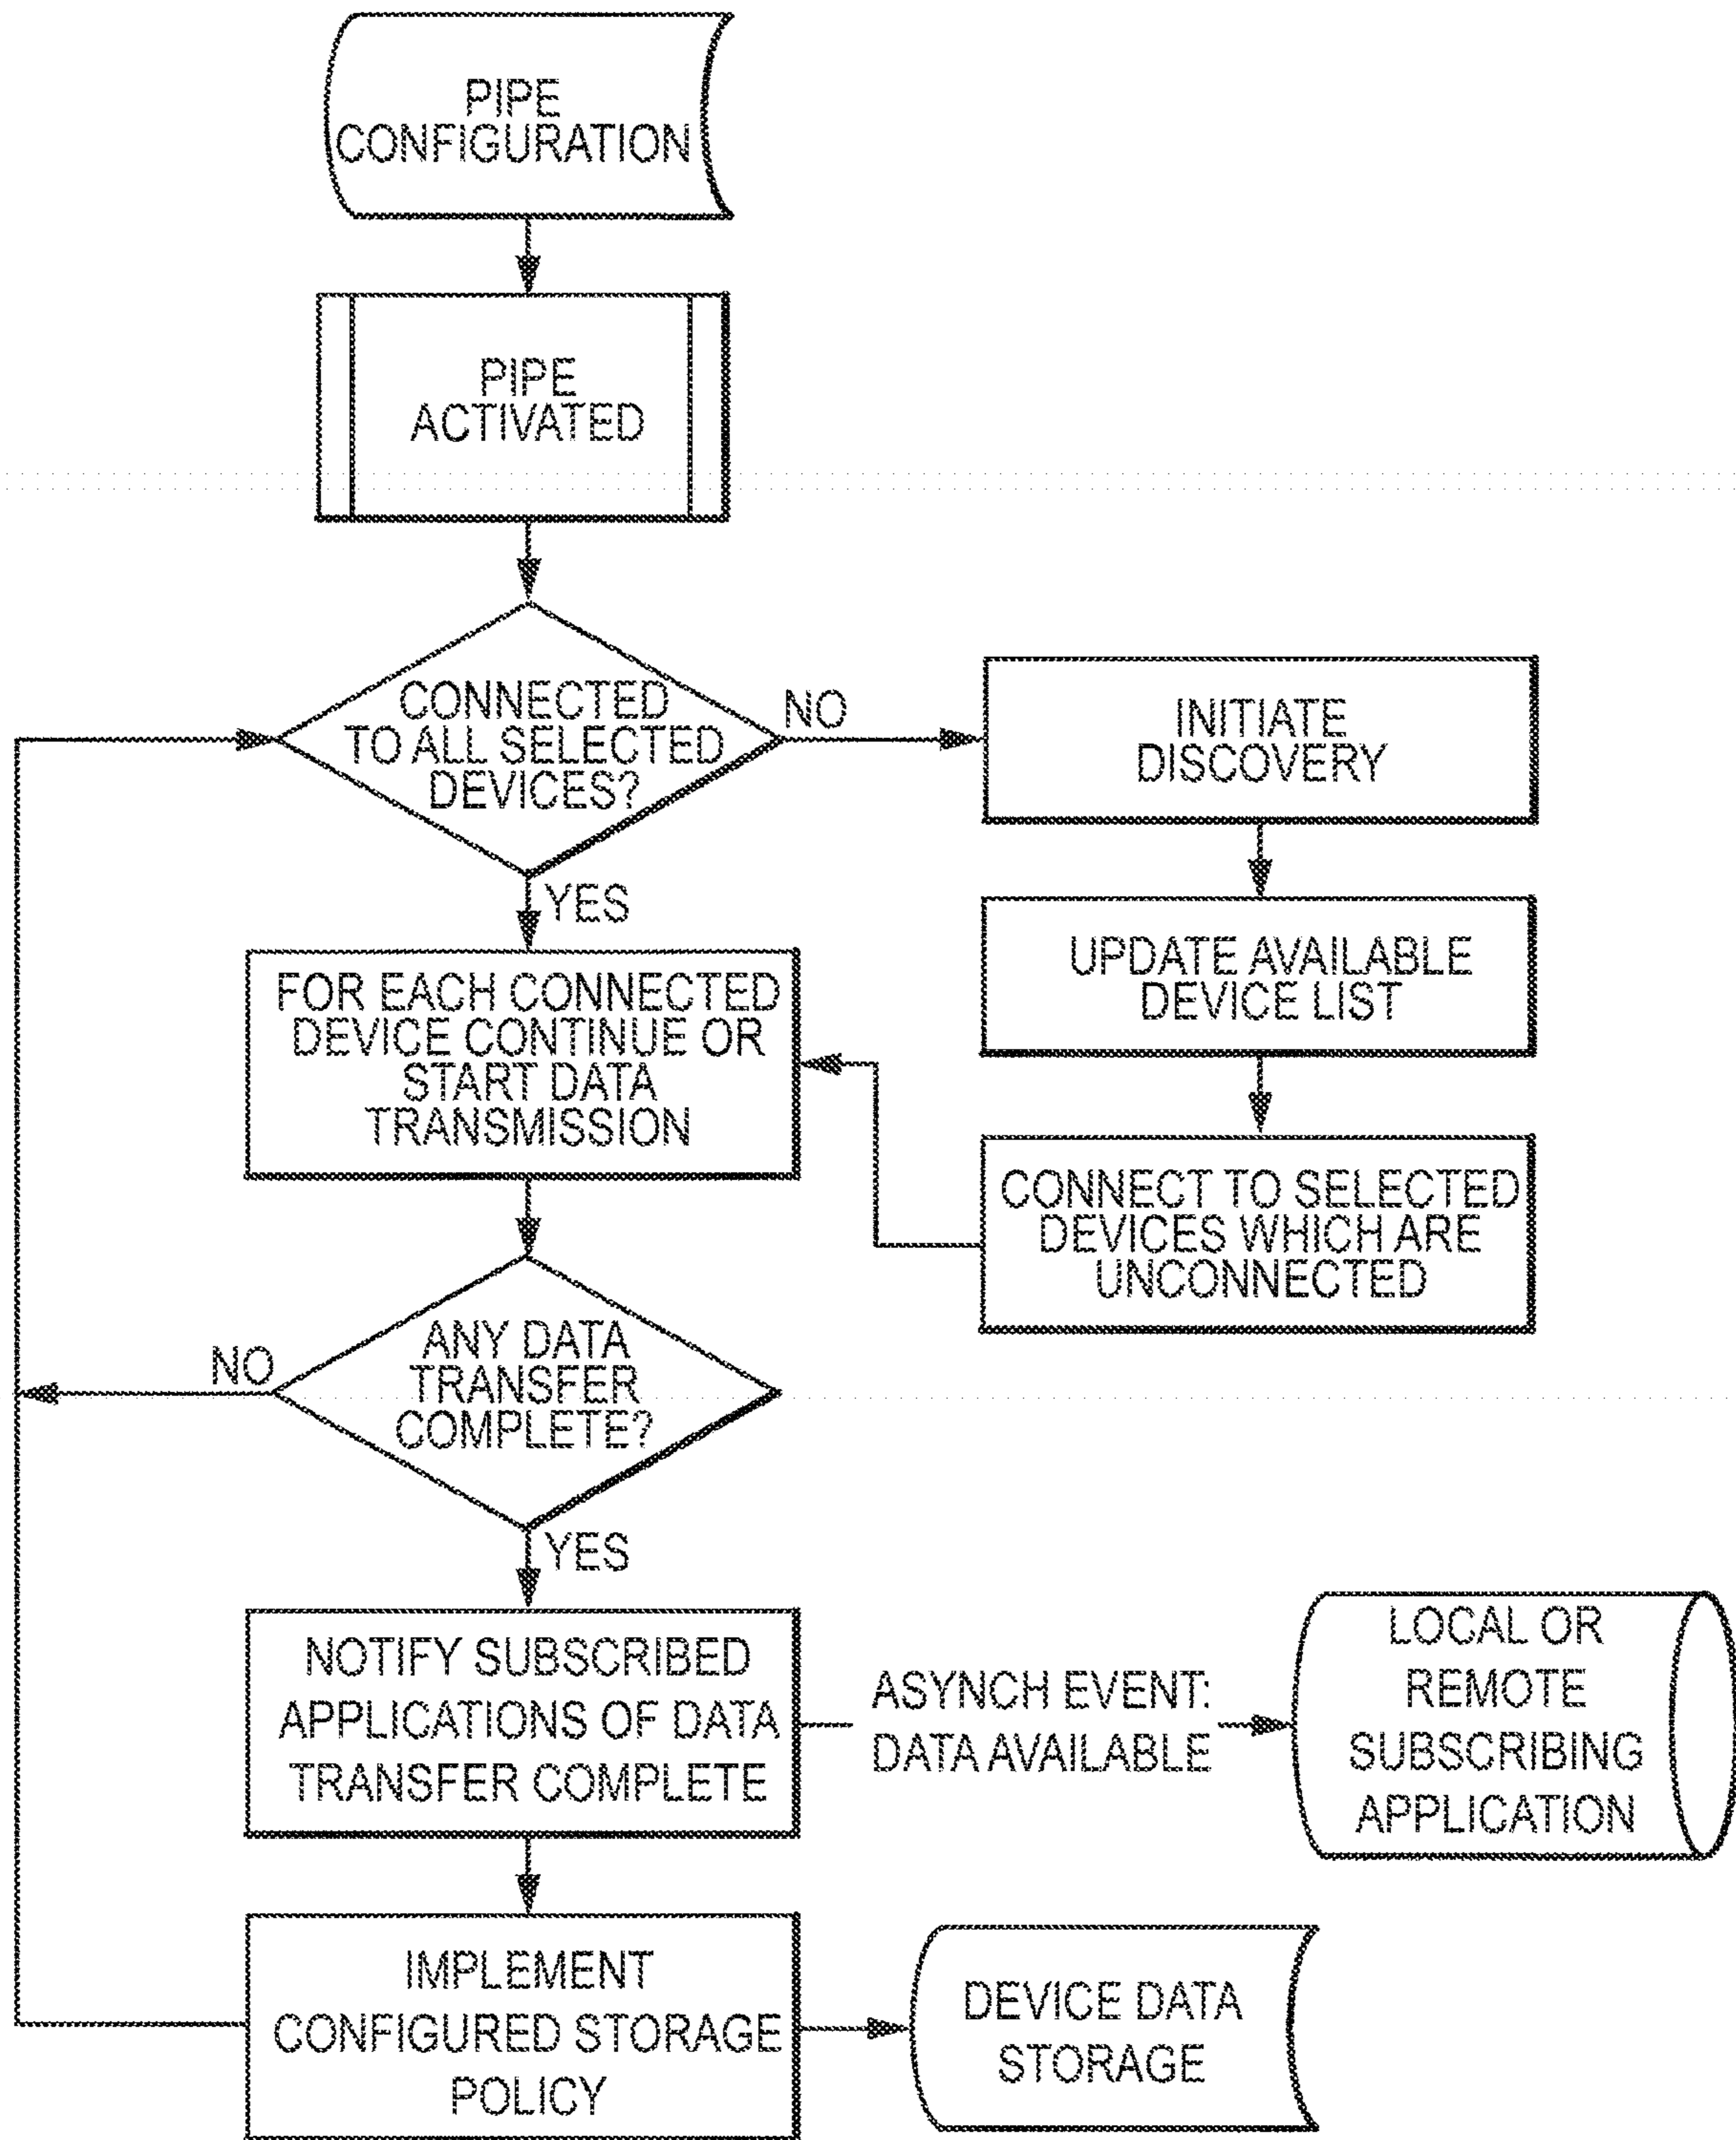 PIPE
CONFIGURATION
PIPE
ACTIVATED
CONNECTED
TO ALL SELECTED
DEVICES?
NO
INITIATE
DISCOVERY
YES
UPDATE AVAILABLE
DEVICE LIST
FOR EACH CONNECTED
DEVICE CONTINUE OR
START DATA
TRANSMISSION
CONNECT TO SELECTED
DEVICES WHICH ARE
UNCONNECTED
ANY DATA
TRANSFER
COMPLETE?
NO
YES
NOTIFY SUBSCRIBED
APPLICATIONS OF DATA
TRANSFER COMPLETE
ASYNCH EVENT:
DATA AVAILABLE
LOCAL OR
REMOTE
SUBSCRIBING
APPLICATION
IMPLEMENT
CONFIGURED STORAGE
POLICY
DEVICE DATA
STORAGE